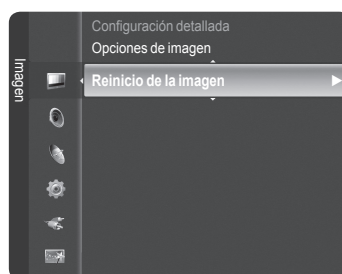 Imagen
Configuración detallada
Opciones de imagen
Reinicio de la imagen